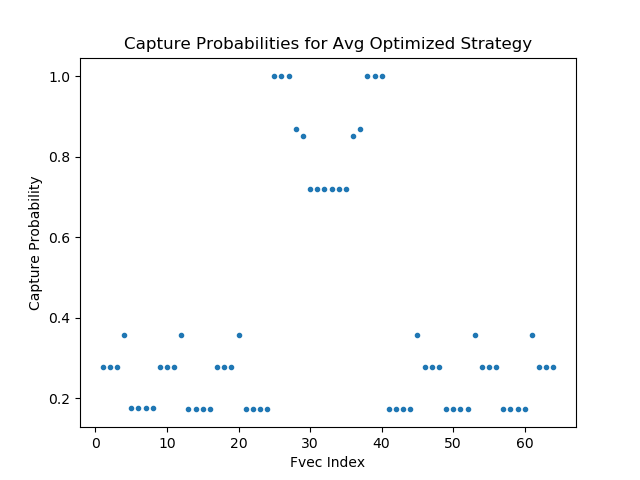 Capture Probabilities for Avg Optimized Strategy
Capture Probability
1.0
0.8
0.6
0.4
0.2
0 10 20 30 40 50 60
Fvec Index